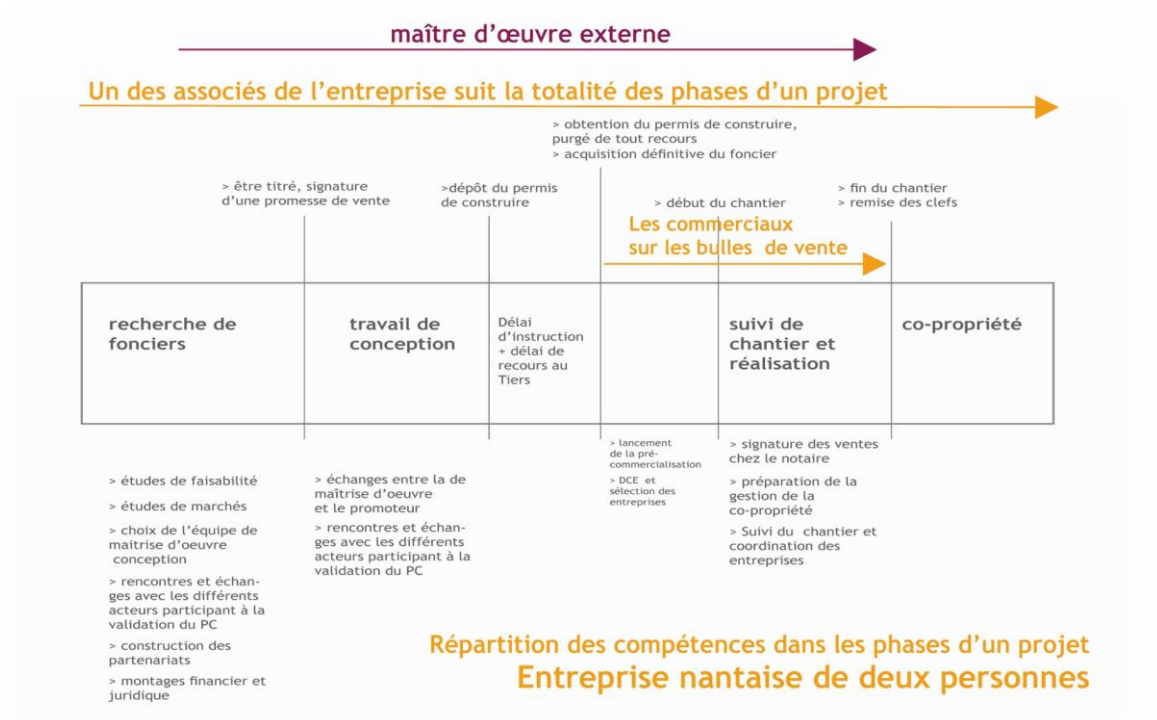 maître d'œuvre externe
Un des associés de l'entreprise suit la totalité des phases d'un projet
> obtention du permis de construire,
purgé de tout recours
> acquisition définitive du foncier
> être titré, signature
d'une promesse de vente
>dépôt du permis
de construire
> début du chantier
> fin du chantier
> remise des clefs
Les commerciaux
sur les bulles de vente
recherche de
fonciers
travail de
conception
Délai
d'instruction
+ délai de
recours au
Tiers
suivi de
chantier et
réalisation
co-propriété
> études de faisabilité
> études de marchés
> choix de l'équipe de
maitrise d'oeuvre
conception
> rencontres et échan-
ges avec les différents
acteurs participant à la
validation du PC
> construction des
partenariats
> montages financier et
juridique
> échanges entre la de
maîtrise d'oeuvre
et le promoteur
> rencontres et échan-
ges avec les différents
acteurs participant à la
validation du PC
> lancement
de la pré-
commercialisation
> DCE et
sélection des
entreprises
> signature des ventes
chez le notaire
> préparation de la
gestion de la
co-propriété
> Suivi du chantier et
coordination des
entreprises
Répartition des compétences dans les phases d'un projet
Entreprise nantaise de deux personnes